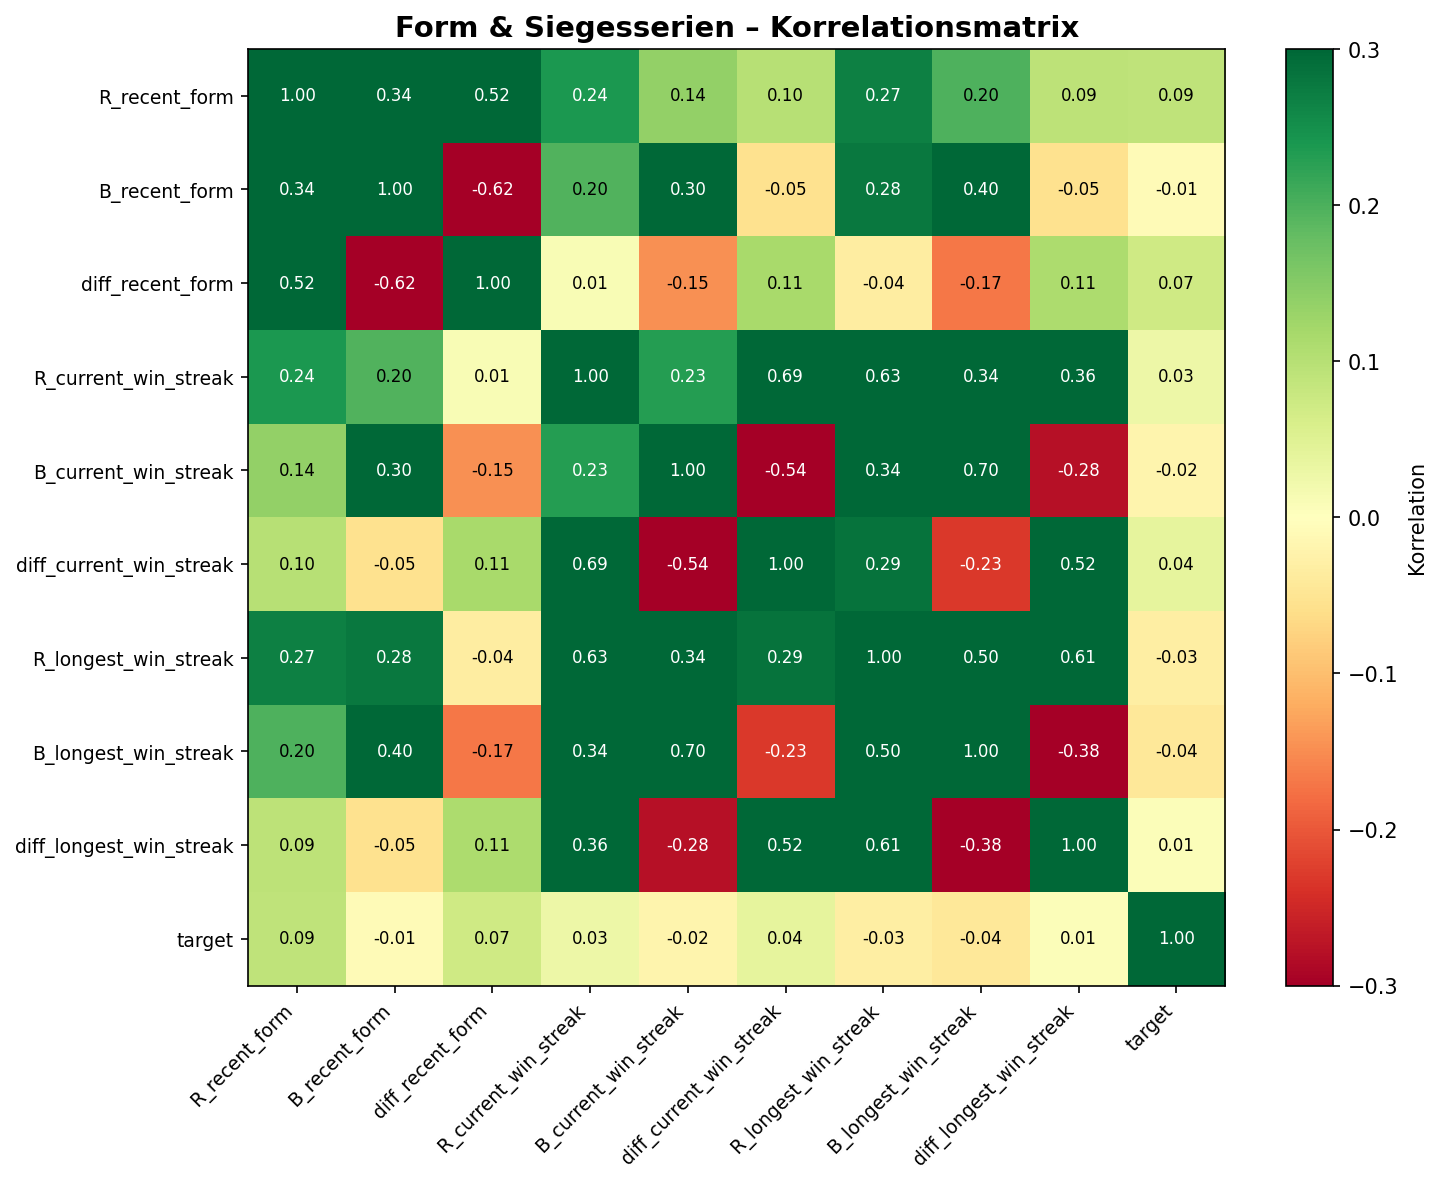 Form & Siegesserien – Korrelationsmatrix
R_recent_form 1.00 0.34 0.52 0.24 0.14 0.10 0.27 0.20 0.09 0.09
B_recent_form 0.34 1.00 -0.62 0.20 0.30 -0.05 0.28 0.40 -0.05 -0.01
diff_recent_form 0.52 -0.62 1.00 0.01 -0.15 0.11 -0.04 -0.17 0.11 0.07
R_current_win_streak 0.24 0.20 0.01 1.00 0.23 0.69 0.63 0.34 0.36 0.03
B_current_win_streak 0.14 0.30 -0.15 0.23 1.00 -0.54 0.34 0.70 -0.28 -0.02
diff_current_win_streak 0.10 -0.05 0.11 0.69 -0.54 1.00 0.29 -0.23 0.52 0.04
R_longest_win_streak 0.27 0.28 -0.04 0.63 0.34 0.29 1.00 0.50 0.61 -0.03
B_longest_win_streak 0.20 0.40 -0.17 0.34 0.70 -0.23 0.50 1.00 -0.38 -0.04
diff_longest_win_streak 0.09 -0.05 0.11 0.36 -0.28 0.52 0.61 -0.38 1.00 0.01
target 0.09 -0.01 0.07 0.03 -0.02 0.04 -0.03 -0.04 0.01 1.00
R_recent_form
B_recent_form
diff_recent_form
R_current_win_streak
B_current_win_streak
diff_current_win_streak
R_longest_win_streak
B_longest_win_streak
diff_longest_win_streak
target
0.3
0.2
0.1
0.0
−0.1
−0.2
−0.3
Korrelation